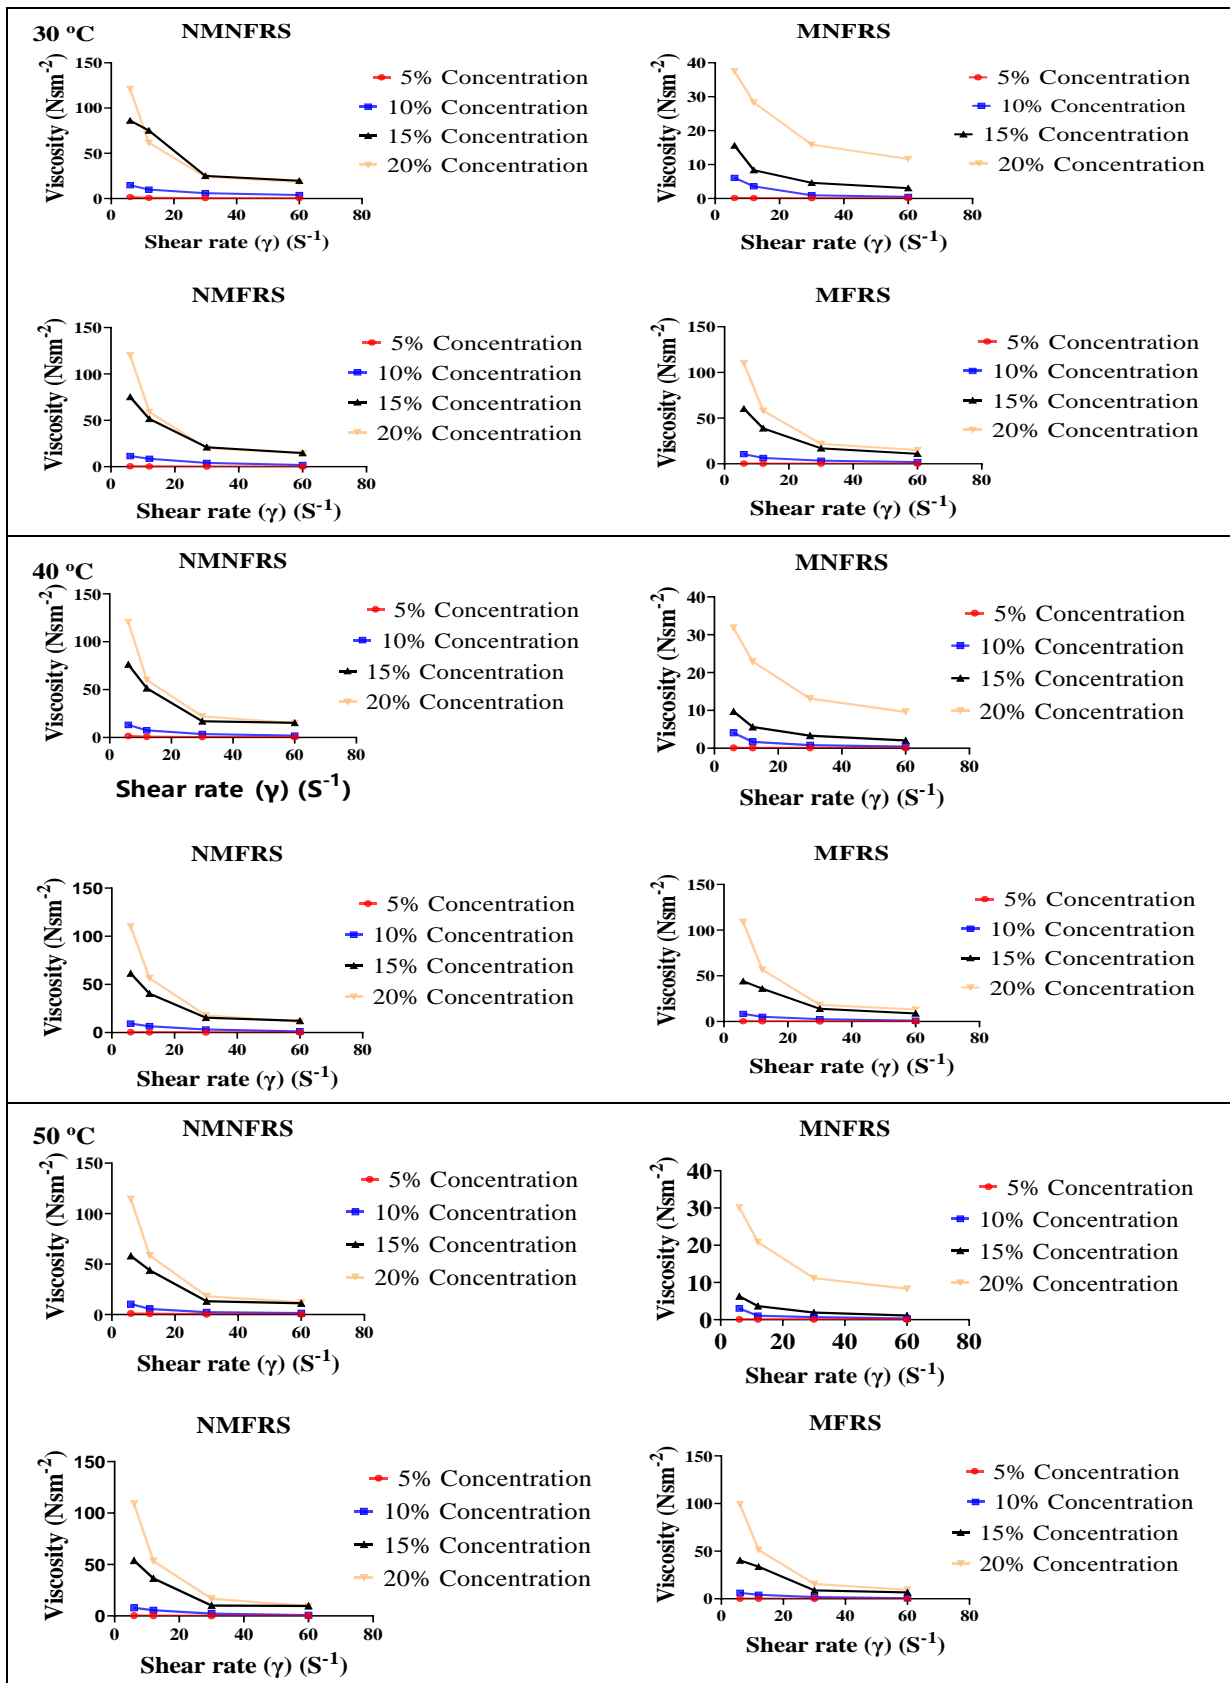 30 ºC
NMNFRS
Viscosity (Nsm-2)
150
100
50
0
0 20 40 60 80
Shear rate (γ) (S-1)
5% Concentration
10% Concentration
15% Concentration
20% Concentration
MNFRS
Viscosity (Nsm-2)
40
30
20
10
0
0 20 40 60 80
Shear rate (γ) (S-1)
5% Concentration
10% Concentration
15% Concentration
20% Concentration
NMFRS
Viscosity (Nsm-2)
150
100
50
0
0 20 40 60 80
Shear rate (γ) (S-1)
5% Concentration
10% Concentration
15% Concentration
20% Concentration
MFRS
Viscosity (Nsm-2)
150
100
50
0
0 20 40 60 80
Shear rate (γ) (S-1)
5% Concentration
10% Concentration
15% Concentration
20% Concentration
40 ºC
NMNFRS
Viscosity (Nsm-2)
150
100
50
0
0 20 40 60 80
Shear rate (γ) (S-1)
5% Concentration
10% Concentration
15% Concentration
20% Concentration
MNFRS
Viscosity (Nsm-2)
40
30
20
10
0
0 20 40 60 80
Shear rate (γ) (S-1)
5% Concentration
10% Concentration
15% Concentration
20% Concentration
NMFRS
Viscosity (Nsm-2)
150
100
50
0
0 20 40 60 80
Shear rate (γ) (S-1)
5% Concentration
10% Concentration
15% Concentration
20% Concentration
MFRS
Viscosity (Nsm-2)
150
100
50
0
0 20 40 60 80
Shear rate (γ) (S-1)
5% Concentration
10% Concentration
15% Concentration
20% Concentration
50 ºC
NMNFRS
Viscosity (Nsm-2)
150
100
50
0
0 20 40 60 80
Shear rate (γ) (S-1)
5% Concentration
10% Concentration
15% Concentration
20% Concentration
MNFRS
Viscosity (Nsm-2)
40
30
20
10
0
0 20 40 60 80
Shear rate (γ) (S-1)
5% Concentration
10% Concentration
15% Concentration
20% Concentration
NMFRS
Viscosity (Nsm-2)
150
100
50
0
0 20 40 60 80
Shear rate (γ) (S-1)
5% Concentration
10% Concentration
15% Concentration
20% Concentration
MFRS
Viscosity (Nsm-2)
150
100
50
0
0 20 40 60 80
Shear rate (γ) (S-1)
5% Concentration
10% Concentration
15% Concentration
20% Concentration